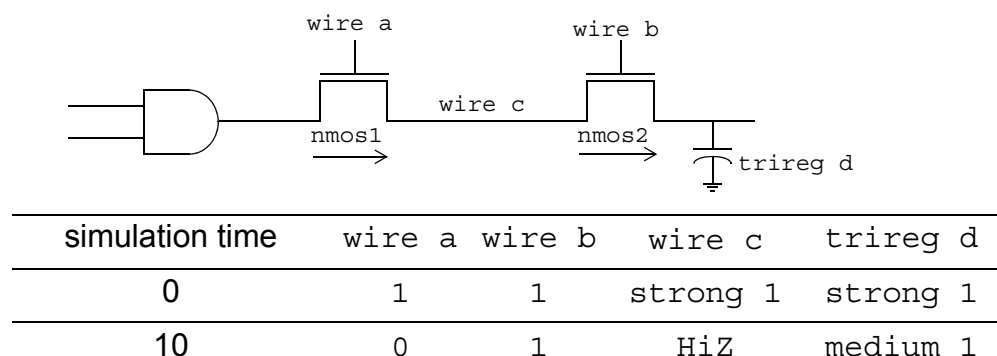 wire a
wire b
wire c
nmos1
nmos2
trireg d
simulation time wire a wire b wire c trireg d
0 1 1 strong 1 strong 1
10 0 1 HiZ medium 1